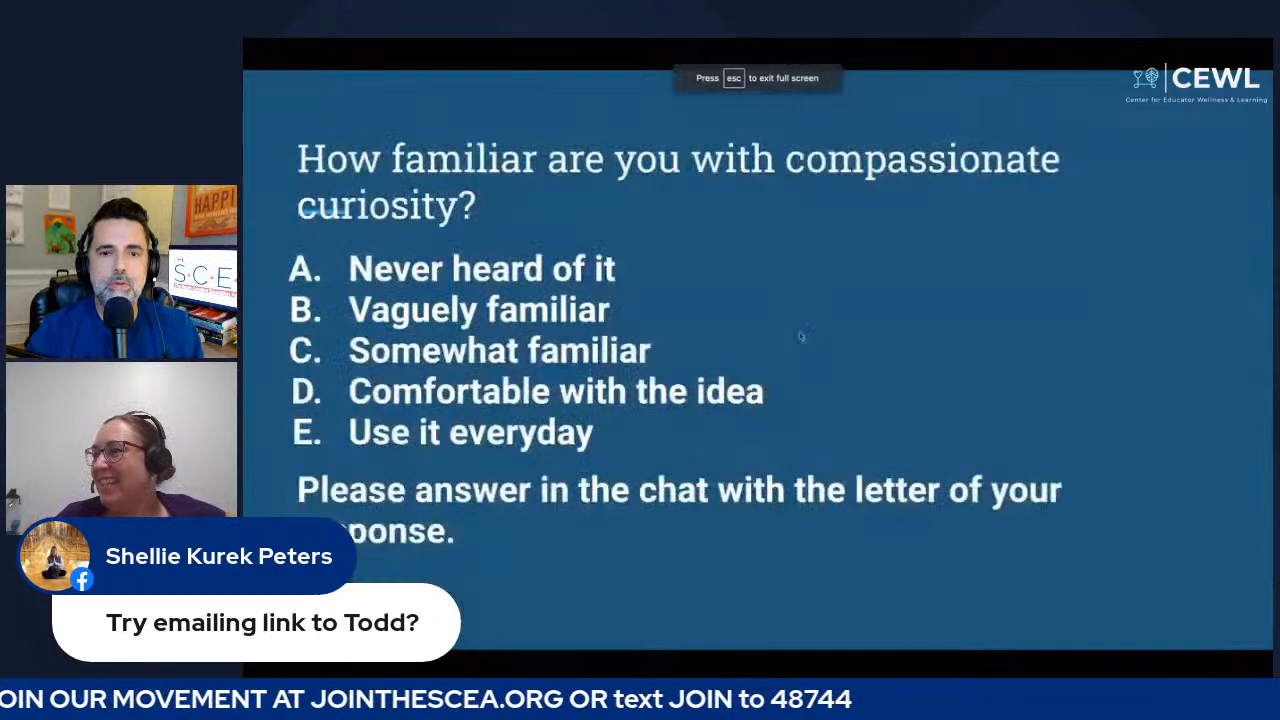 Press esc to exit full screen
CEWL
Center for Educator Wellness & Learning
How familiar are you with compassionate
curiosity?
A. Never heard of it
B. Vaguely familiar
C. Somewhat familiar
D. Comfortable with the idea
E. Use it everyday
Please answer in the chat with the letter of your
ponse.
HAPPI
THE
S.C.E.
Shellie Kurek Peters
Try emailing link to Todd?
OIN OUR MOVEMENT AT JOINTHESCEA.ORG OR text JOIN to 48744